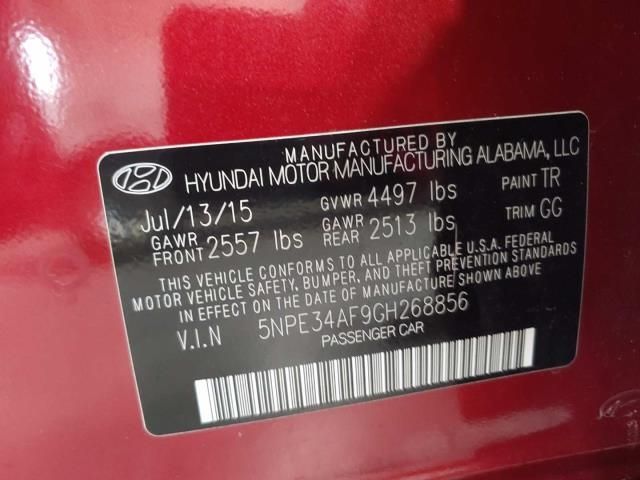 MANUFACTURED BY
HYUNDAI MOTOR MANUFACTURING ALABAMA, LLC
Jul/13/15 GVWR 4497 lbs PAINT TR
GAWR FRONT 2557 lbs GAWR REAR 2513 lbs TRIM GG
THIS VEHICLE CONFORMS TO ALL APPLICABLE U.S.A. FEDERAL
MOTOR VEHICLE SAFETY, BUMPER, AND THEFT PREVENTION STANDARDS
IN EFFECT ON THE DATE OF MANUFACTURE SHOWN ABOVE
V.I.N 5NPE34AF9GH268856
PASSENGER CAR